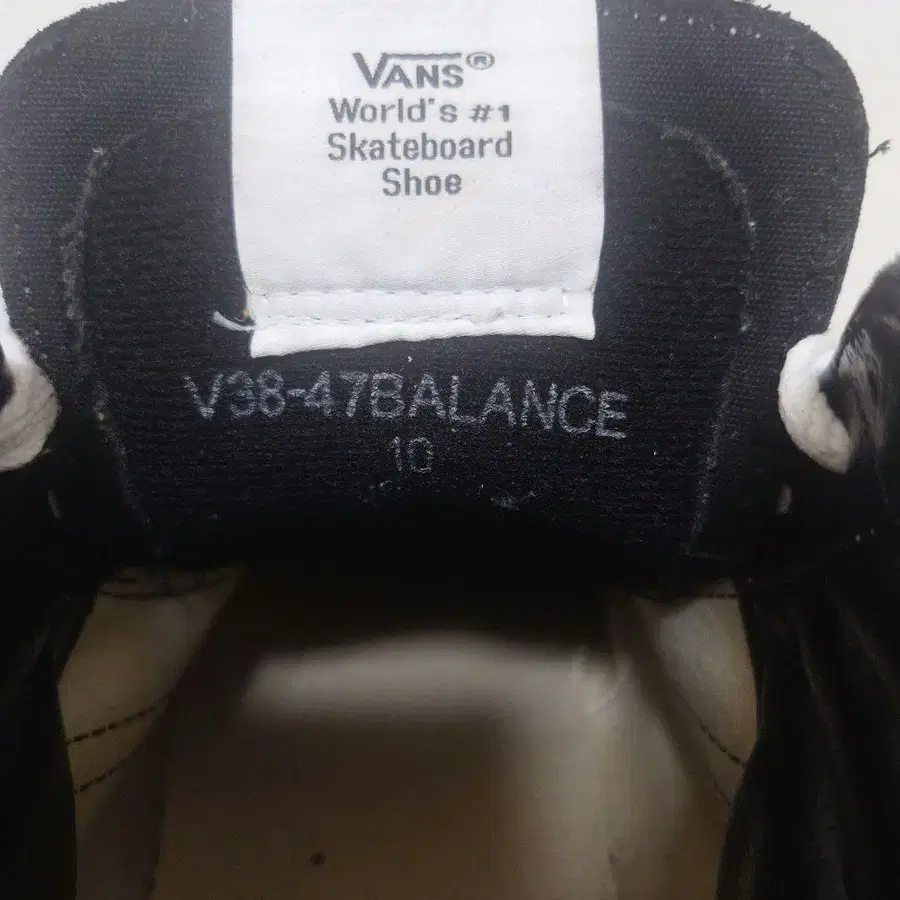 VANS®
World's #1
Skateboard
Shoe
V38-47BALANCE
10